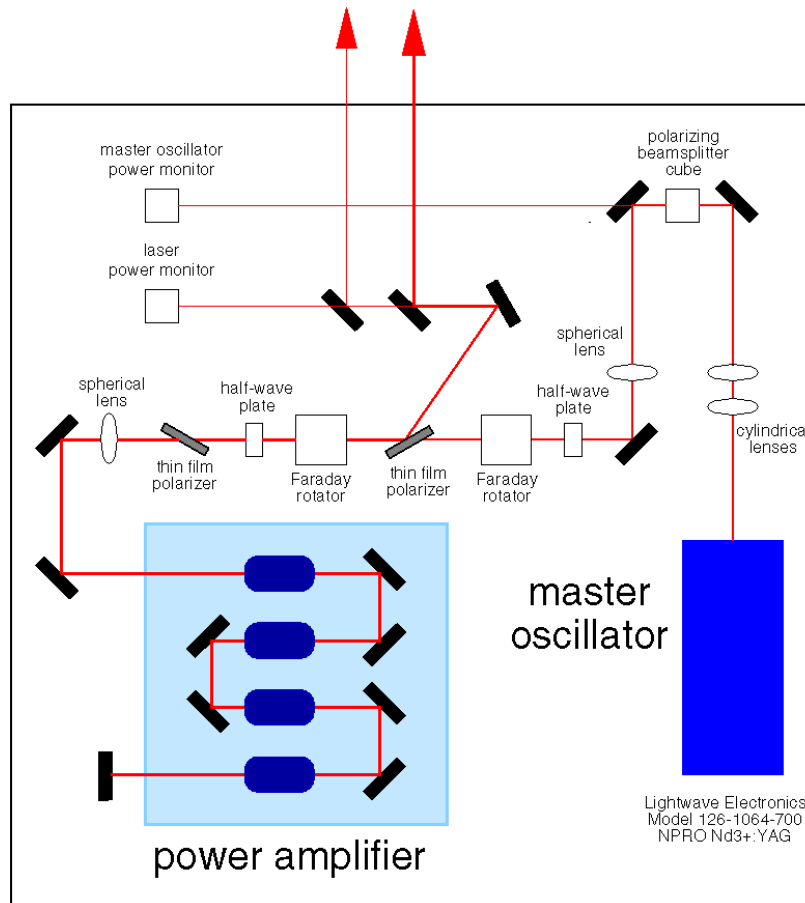 master oscillator
power monitor
polarizing
beamsplitter
cube
laser
power monitor
spherical
lens
spherical
lens
half-wave
plate
half-wave
plate
cylindrical
lenses
thin film
polarizer
Faraday
rotator
thin film
polarizer
Faraday
rotator
master
oscillator
Lightwave Electronics
Model 126-1064-700
NPRO Nd3+:YAG
power amplifier